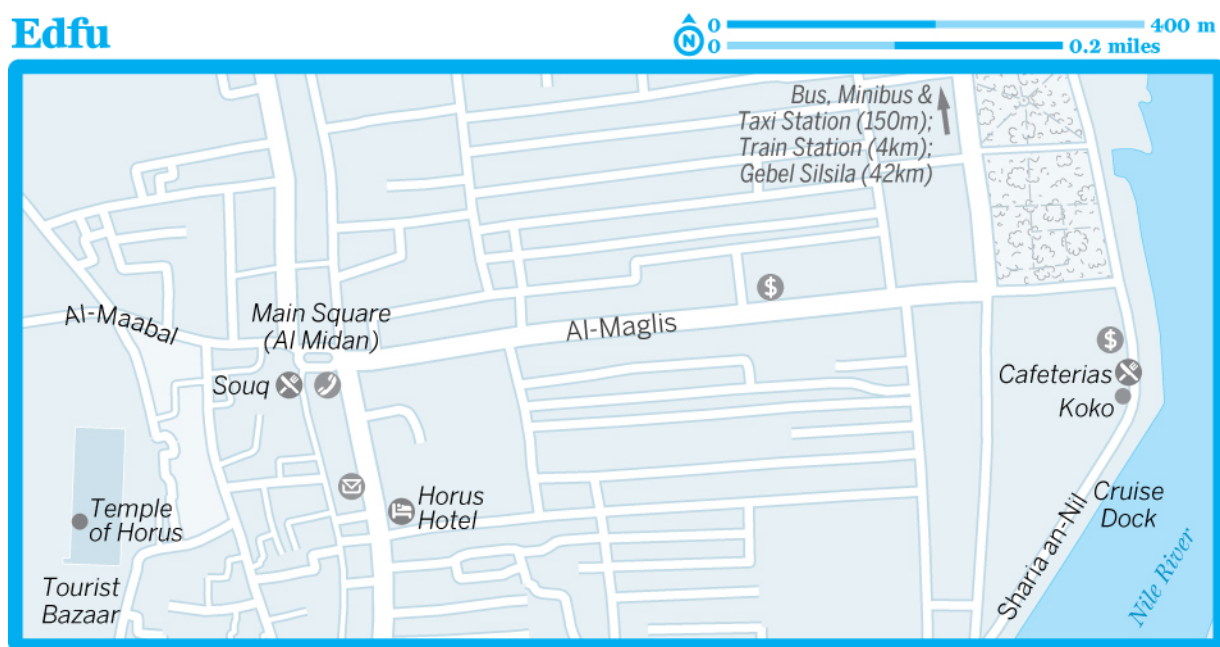 Edfu
N
0 400 m
0 0.2 miles
Bus, Minibus &
Taxi Station (150m);
Train Station (4km);
Gebel Silsila (42km)
Al-Maabal
Main Square
(Al Midan)
Al-Maglis
$
$
Souq
Cafeterias
Koko
Horus
Hotel
Temple
of Horus
Cruise
Dock
Sharia an-Nil
Nile River
Tourist
Bazaar